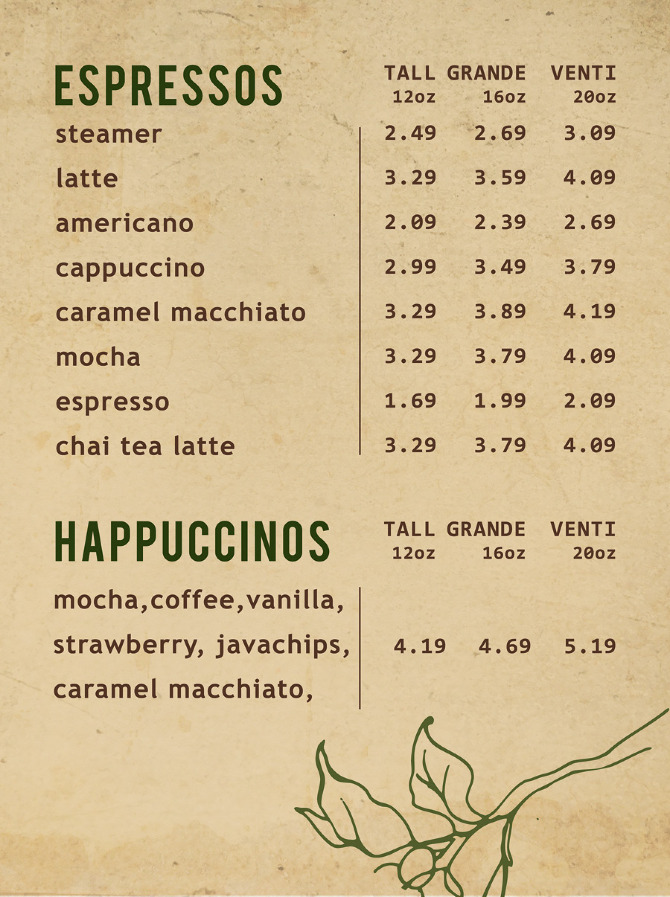 ESPRESSOS TALL GRANDE VENTI
12oz 16oz 20oz
steamer 2.49 2.69 3.09
latte 3.29 3.59 4.09
americano 2.09 2.39 2.69
cappuccino 2.99 3.49 3.79
caramel macchiato 3.29 3.89 4.19
mocha 3.29 3.79 4.09
espresso 1.69 1.99 2.09
chai tea latte 3.29 3.79 4.09
HAPPUCCINOS TALL GRANDE VENTI
12oz 16oz 20oz
mocha,coffee,vanilla,
strawberry, javachips, 4.19 4.69 5.19
caramel macchiato,